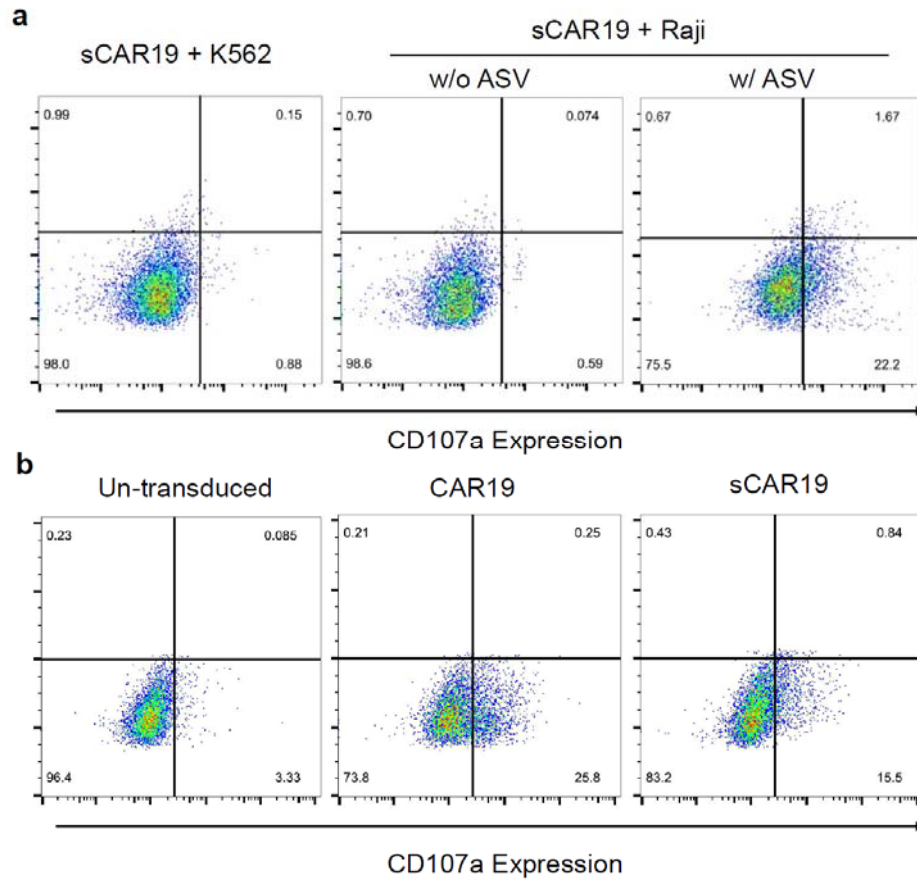 a
sCAR19 + K562
sCAR19 + Raji
w/o ASV
w/ ASV
0.99 0.15
98.0 0.88
0.70 0.074
98.6 0.59
0.67 1.67
75.5 22.2
CD107a Expression
b
Un-transduced
CAR19
sCAR19
0.23 0.085
96.4 3.33
0.21 0.25
73.8 25.8
0.43 0.84
83.2 15.5
CD107a Expression